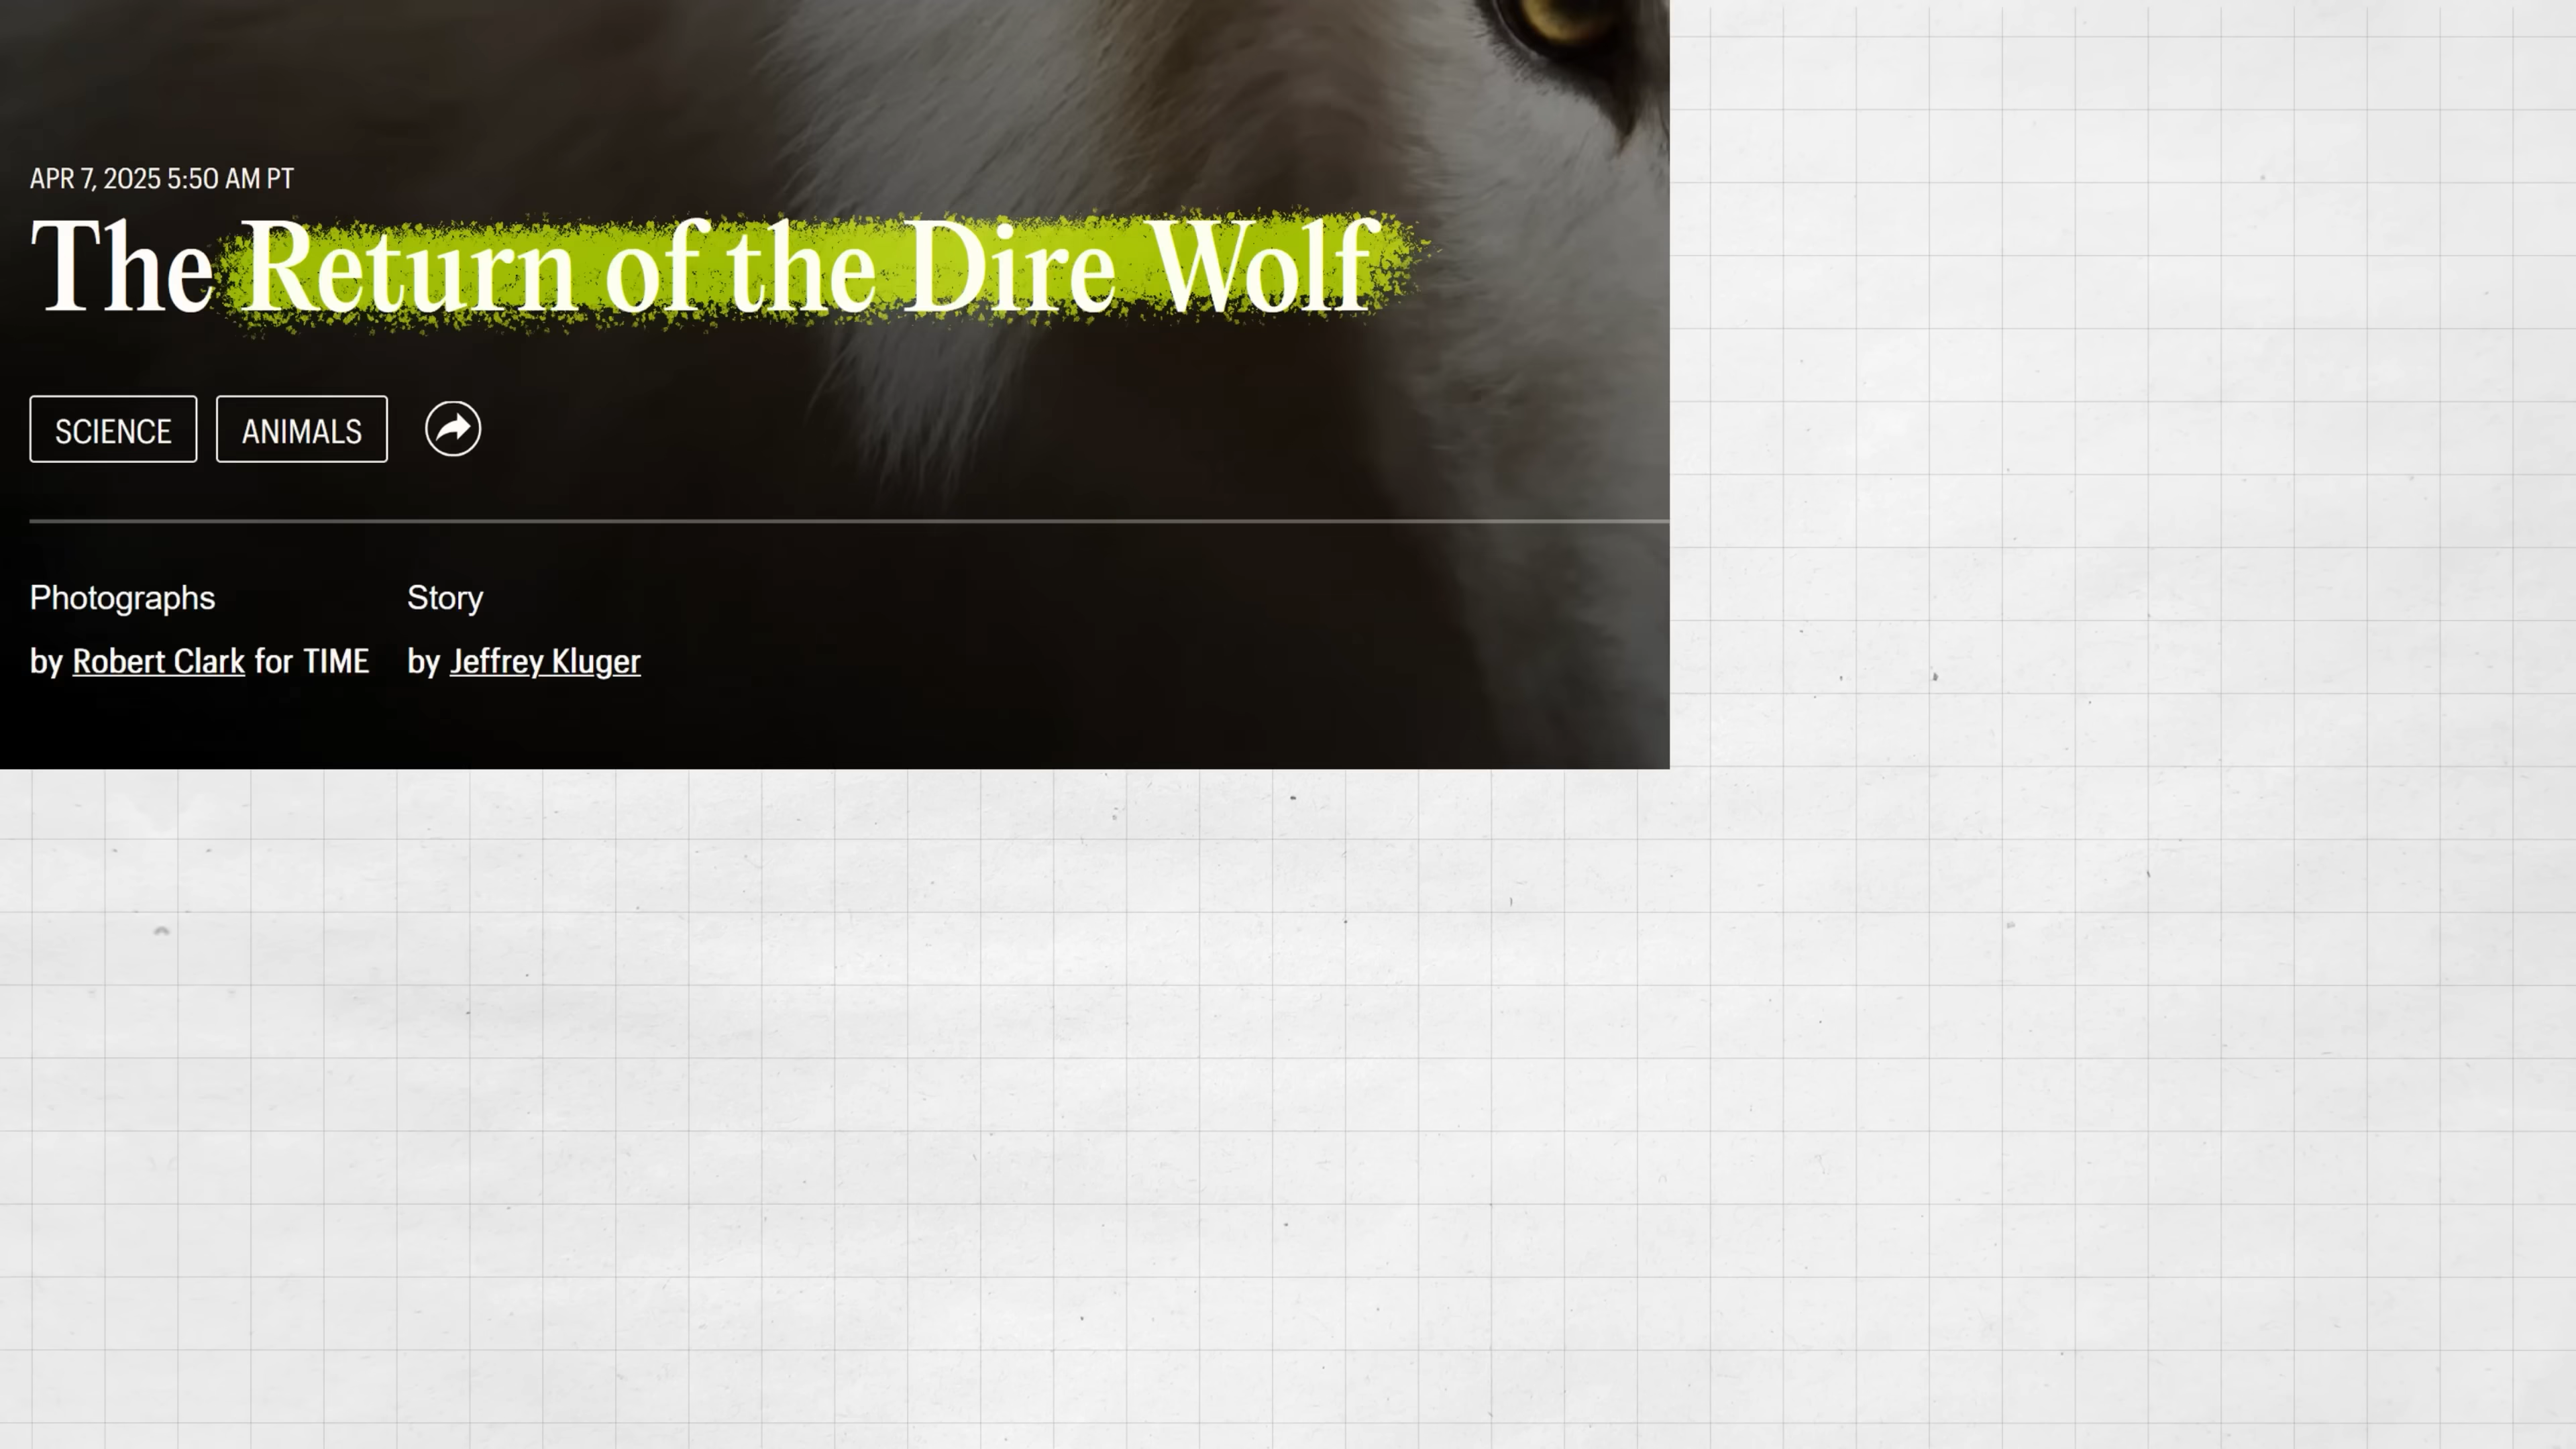 APR 7, 2025 5:50 AM PT
The Return of the Dire Wolf
SCIENCE ANIMALS
Photographs Story
by Robert Clark for TIME by Jeffrey Kluger